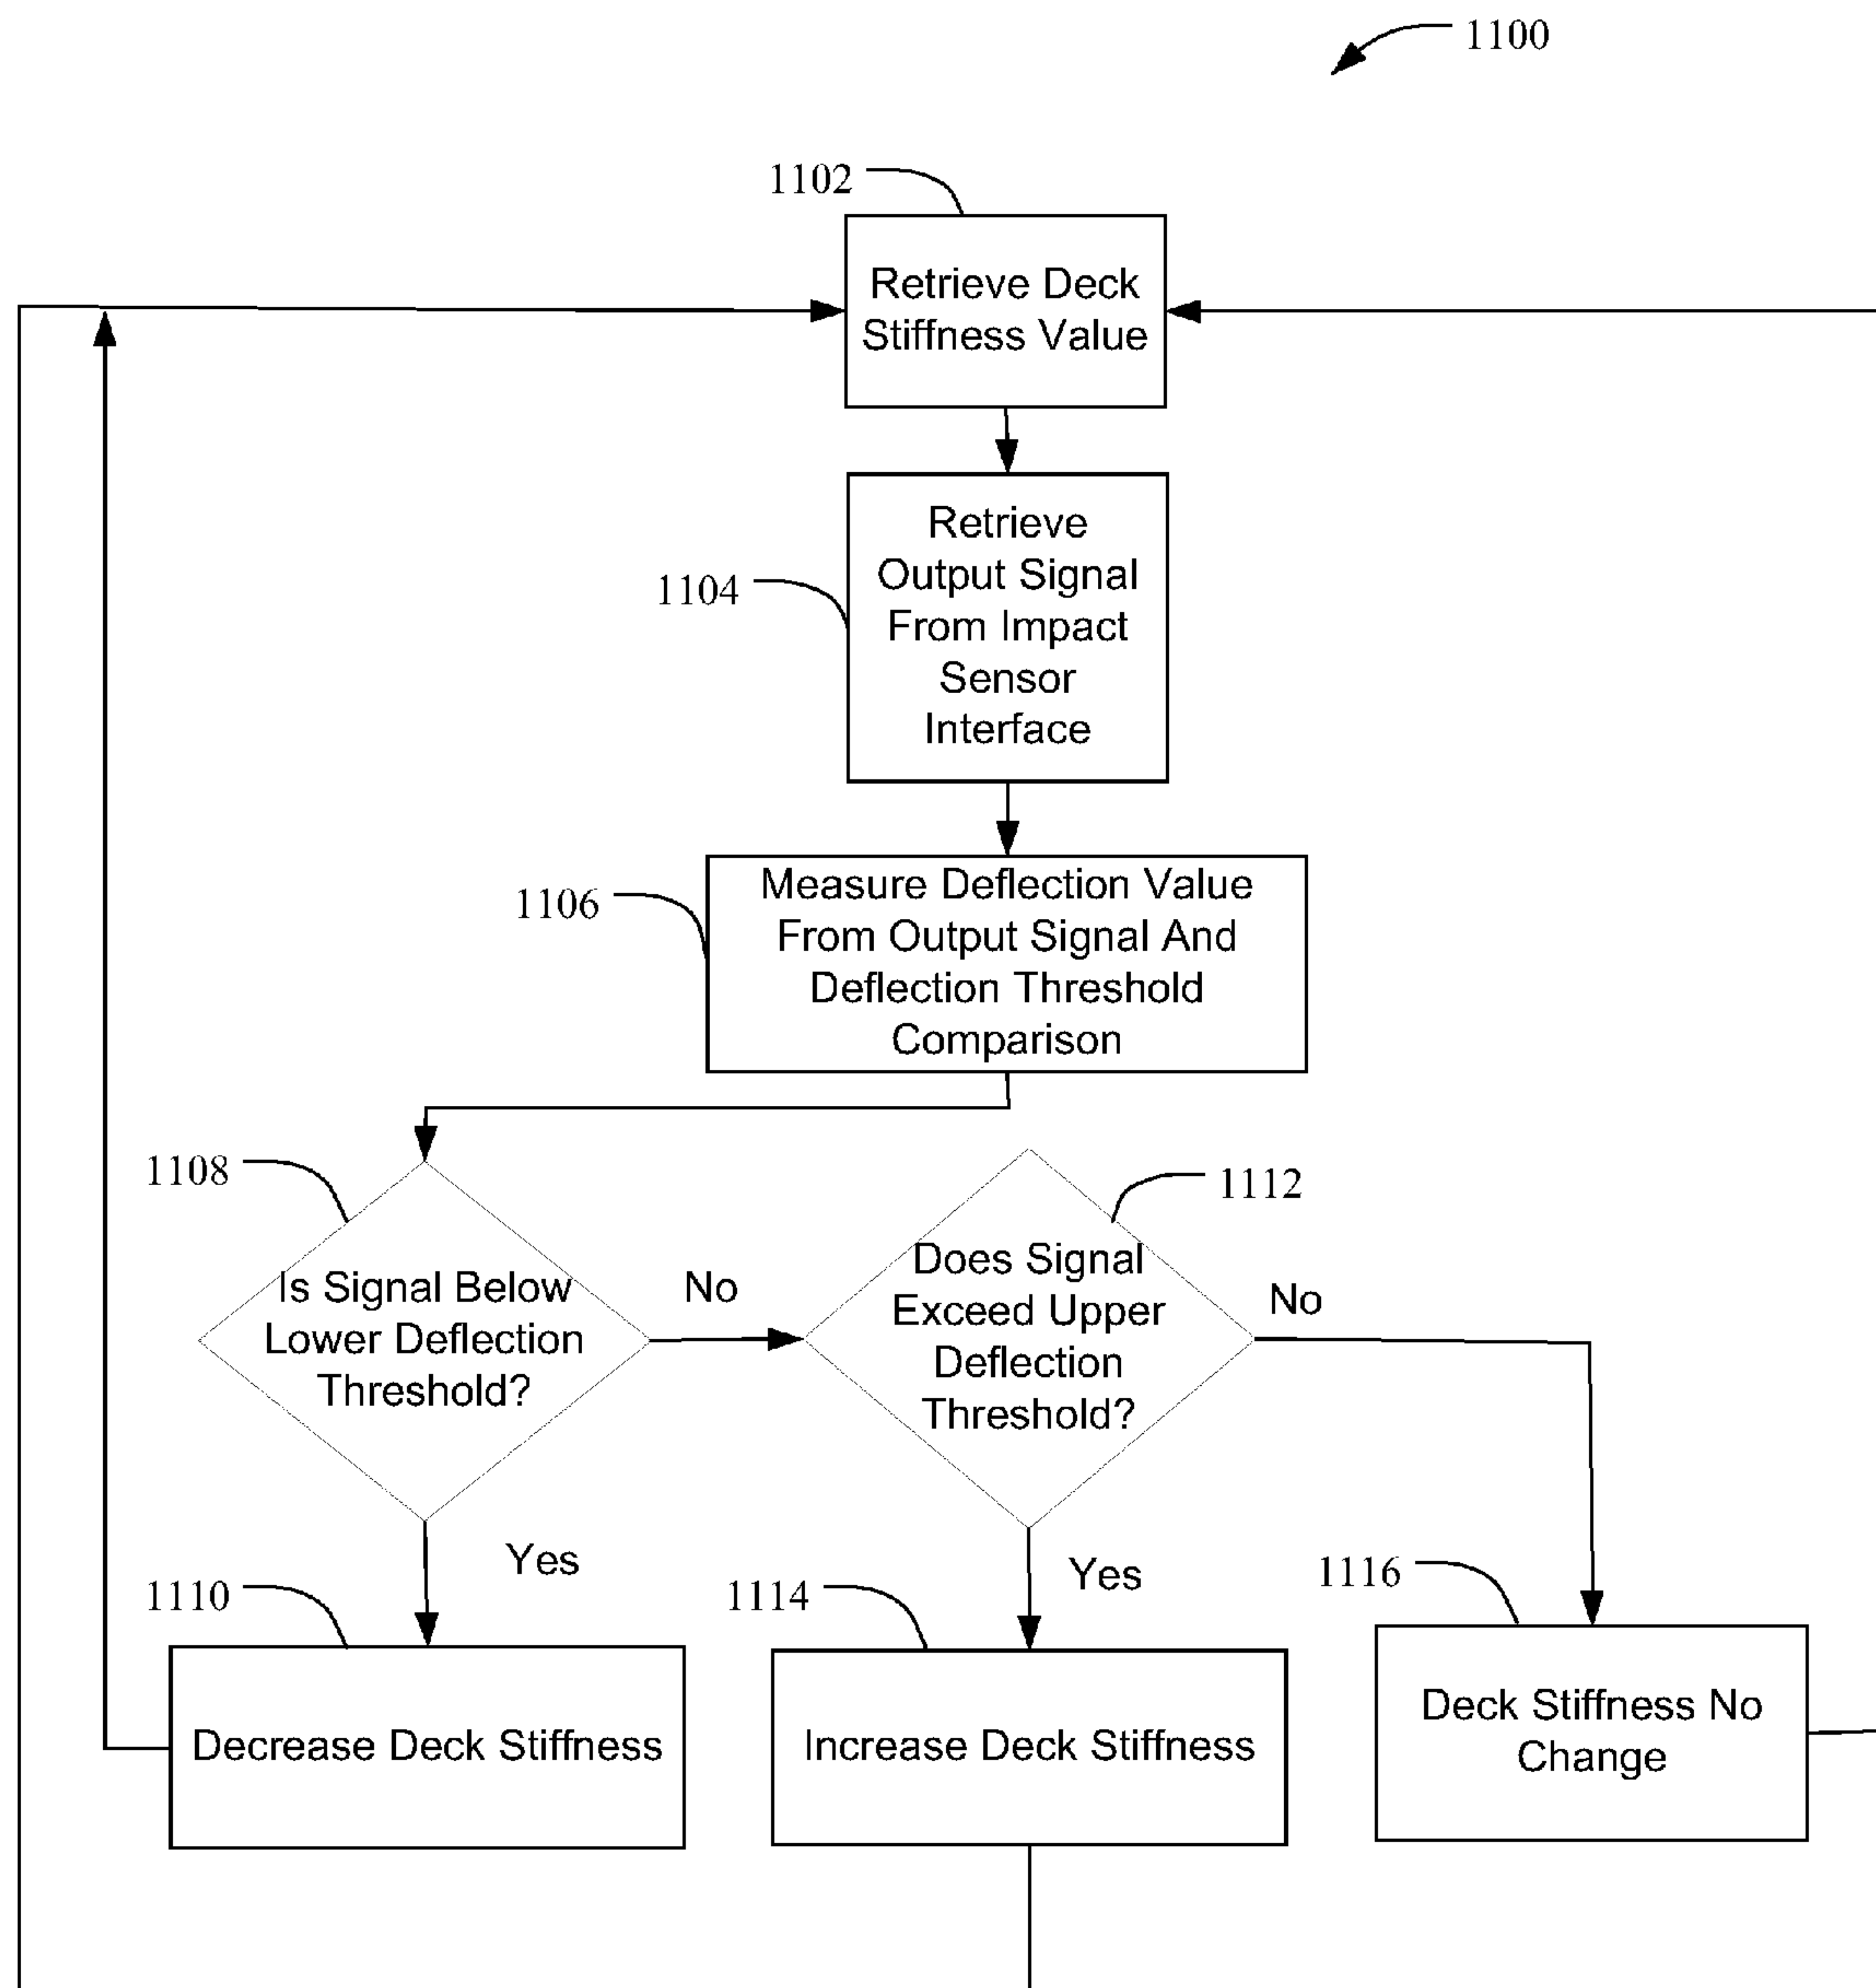 1100
1102
Retrieve Deck
Stiffness Value
1104
Retrieve
Output Signal
From Impact
Sensor
Interface
1106
Measure Deflection Value
From Output Signal And
Deflection Threshold
Comparison
1108
Is Signal Below
Lower Deflection
Threshold?
No
1112
Does Signal
Exceed Upper
Deflection
Threshold?
No
Yes
1110
Decrease Deck Stiffness
Yes
1114
Increase Deck Stiffness
1116
Deck Stiffness No
Change